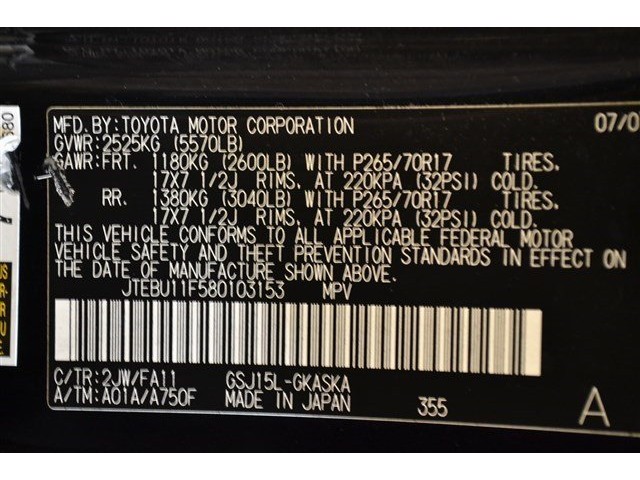 MFD.BY:TOYOTA MOTOR CORPORATION 07/0
GVWR:2525KG (5570LB)
GAWR:FRT. 1180KG (2600LB) WITH P265/70R17 TIRES.
17X7 1/2J RIMS. AT 220KPA (32PSI) COLD.
RR. 1380KG (3040LB) WITH P265/70R17 TIRES.
17X7 1/2J RIMS. AT 220KPA (32PSI) COLD.
THIS VEHICLE CONFORMS TO ALL APPLICABLE FEDERAL MOTOR
VEHICLE SAFETY AND THEFT PREVENTION STANDARDS IN EFFECT ON
THE DATE OF MANUFACTURE SHOWN ABOVE.
JTEBU11F580103153 MPV
C/TR:2JW/FA11 GSJ15L-GKASKA
A/TM:A01A/A750F MADE IN JAPAN 355 A